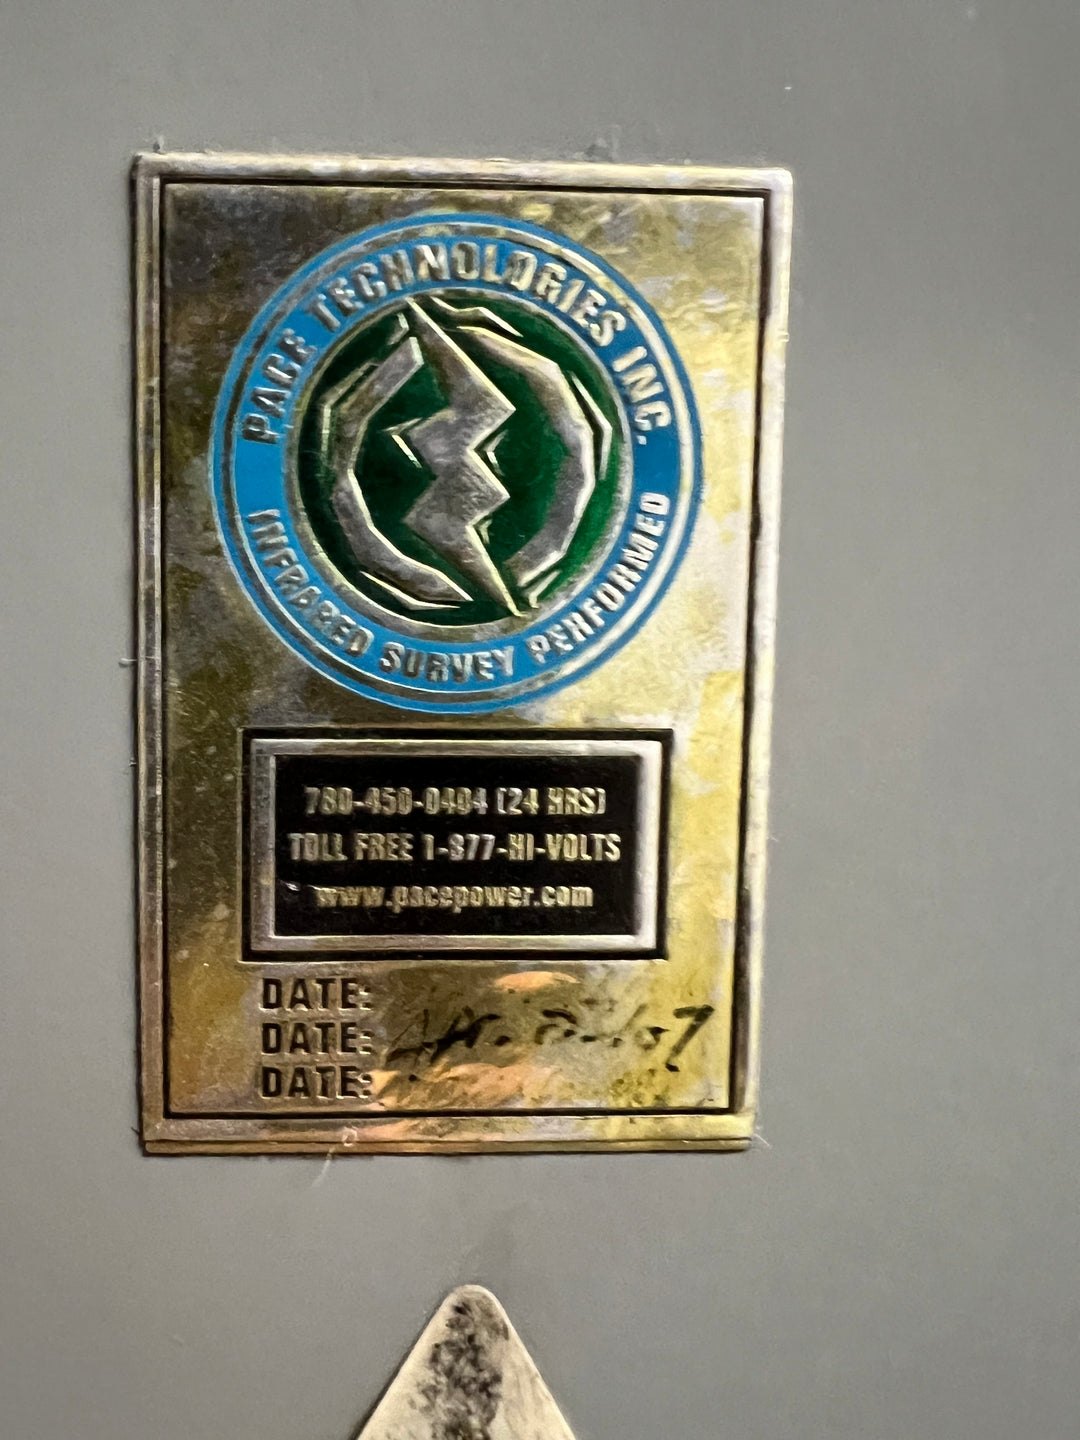 PACE TECHNOLOGIES INC.
INFRARED SURVEY PERFORMED
780-450-0404 (24 HRS)
TOLL FREE 1-877-HI-VOLTS
www.pacepower.com
DATE:
DATE:
DATE: